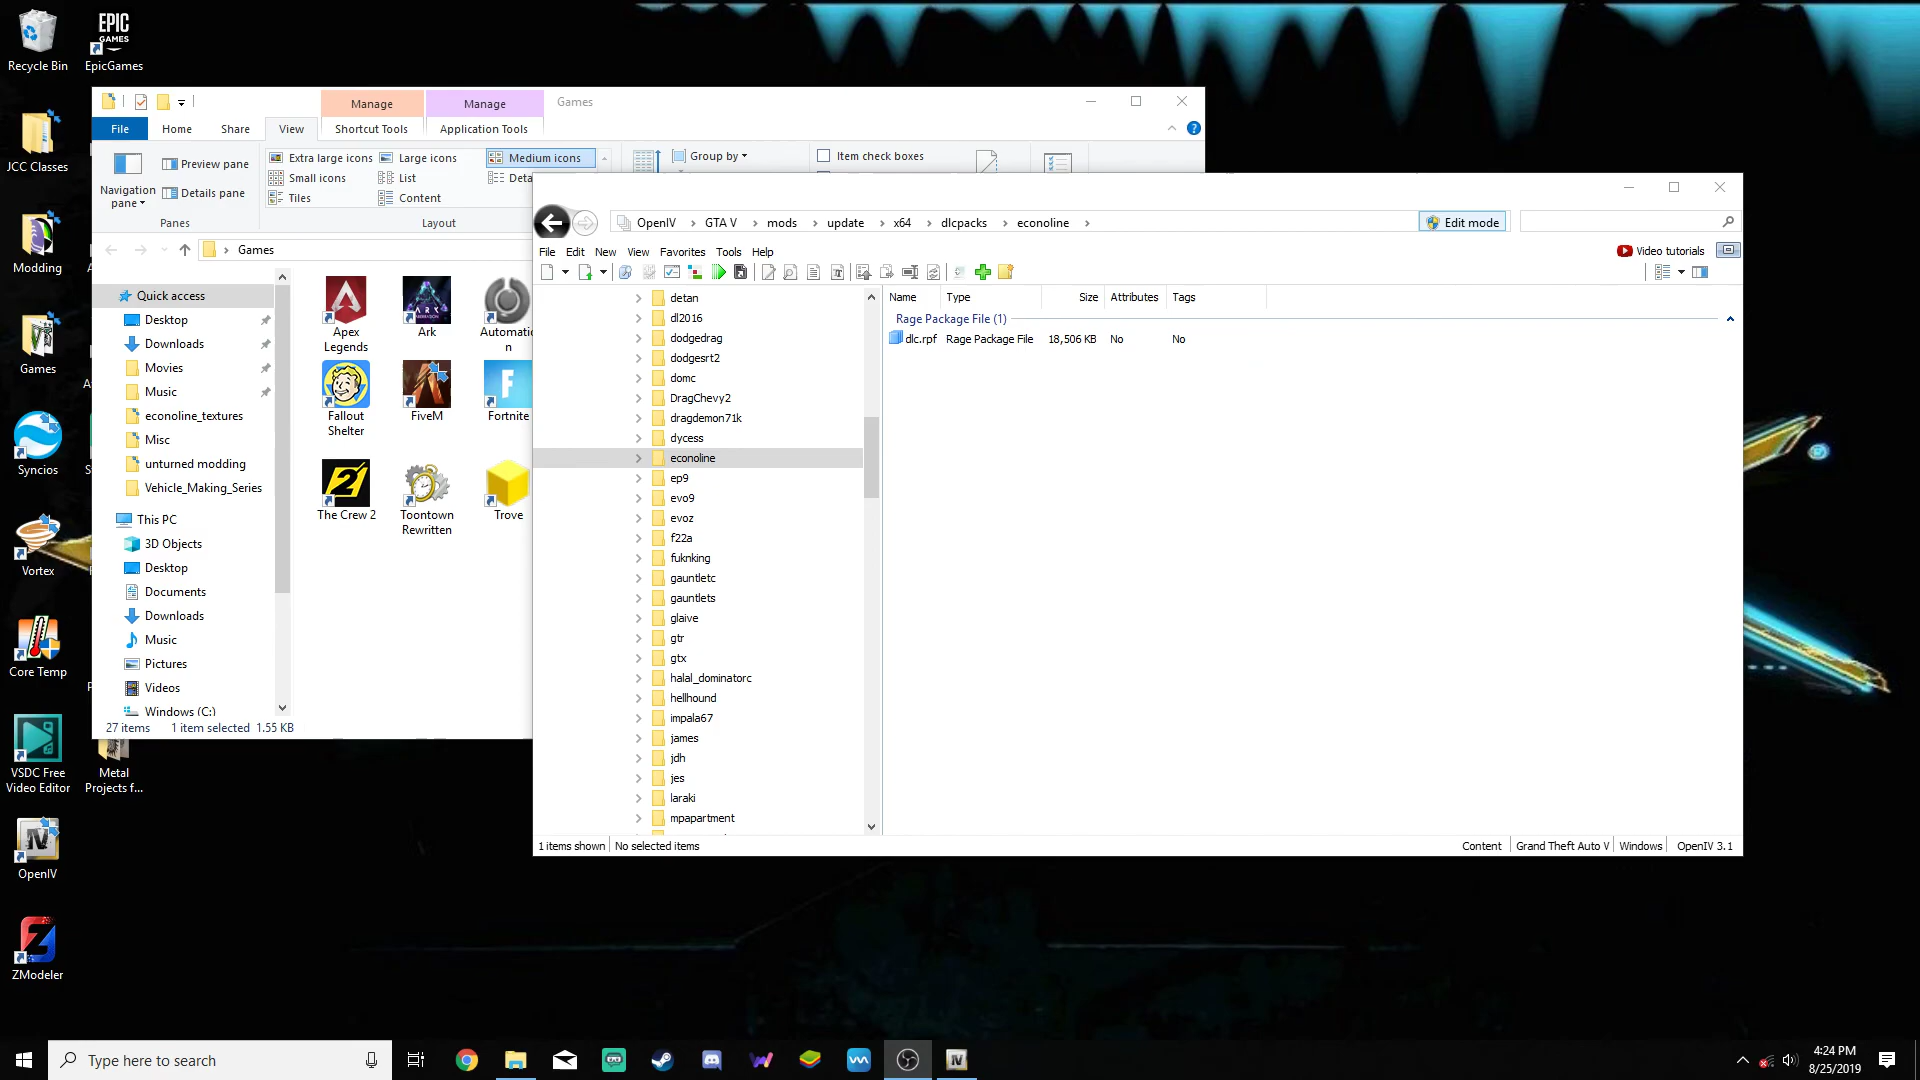 Recycle Bin
EPIC
GAMES
EpicGames
JCC Classes
Modding
Games
Syncios
Vortex
Core Temp
VSDC Free
Video Editor
Metal
Projects f...
OpenIV
ZModeler
Manage
Manage
Games
File
Home
Share
View
Shortcut Tools
Application Tools
Navigation
pane
Preview pane
Details pane
Panes
Extra large icons
Large icons
Medium icons
Small icons
List
Deta
Tiles
Content
Layout
Group by
Item check boxes
Games
Quick access
Desktop
Downloads
Movies
Music
econoline_textures
Misc
unturned modding
Vehicle_Making_Series
This PC
3D Objects
Desktop
Documents
Downloads
Music
Pictures
Videos
Windows (C:)
27 items
1 item selected 1.55 KB
Apex
Legends
Ark
Automatic
n
Fallout
Shelter
FiveM
Fortnite
The Crew 2
Toontown
Rewritten
Trove
OpenIV
GTA V
mods
update
x64
dlcpacks
econoline
Edit mode
File
Edit
New
View
Favorites
Tools
Help
Video tutorials
detan
dl2016
dodgedrag
dodgesrt2
domc
DragChevy2
dragdemon71k
dycess
econoline
ep9
evo9
evoz
f22a
fuknking
gauntletc
gauntlets
glaive
gtr
gtx
halal_dominatorc
hellhound
impala67
james
jdh
jes
laraki
mpapartment
Name
Type
Size
Attributes
Tags
Rage Package File (1)
dlc.rpf
Rage Package File
18,506 KB
No
No
1 items shown
No selected items
Content
Grand Theft Auto V
Windows
OpenIV 3.1
Type here to search
4:24 PM
8/25/2019